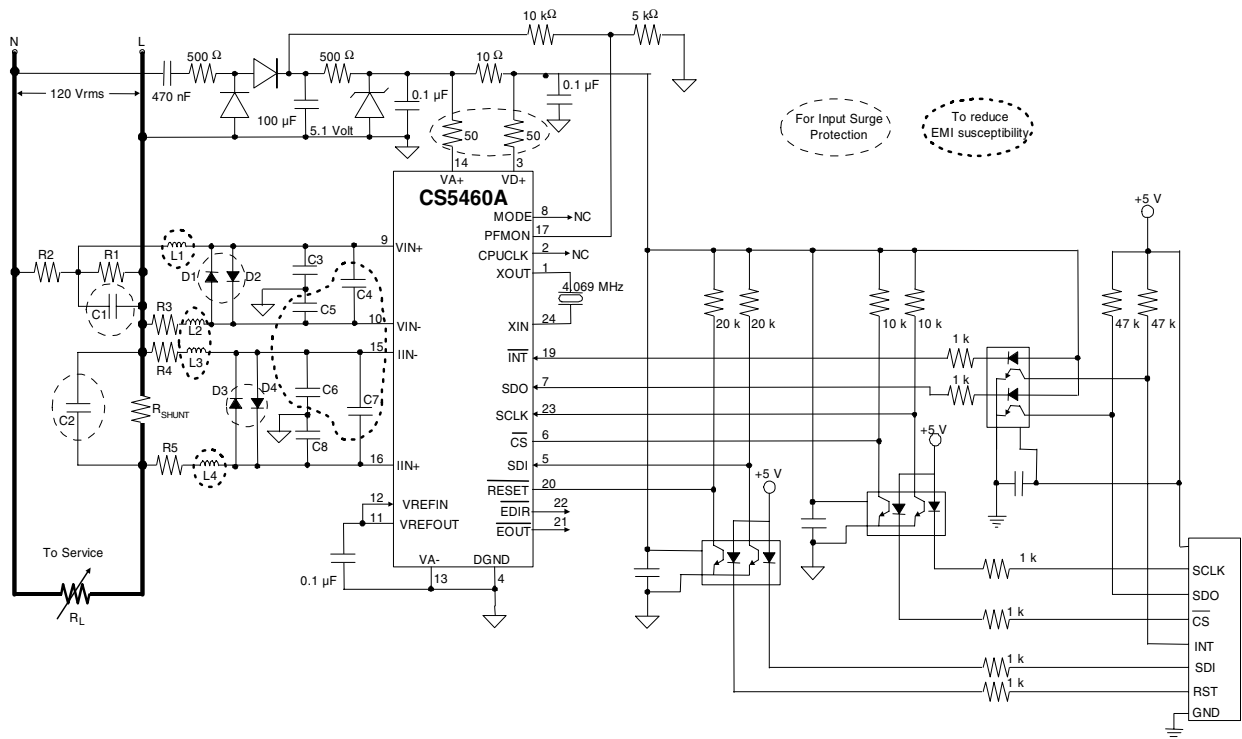 N
L
500 Ω
470 nF
120 Vrms
500 Ω
100 µF
5.1 Volt
0.1 µF
10 Ω
0.1 µF
10 kΩ
5 kΩ
50
50
For Input Surge
Protection
To reduce
EMI susceptibility
14
3
VA+
VD+
CS5460A
MODE
8
NC
PFMON
17
CPUCLK
2
NC
XOUT
1
4.069 MHz
XIN
24
INT
19
SDO
7
SCLK
23
CS
6
SDI
5
RESET
20
EDIR
22
EOUT
21
9
VIN+
10
VIN-
15
IIN-
16
IIN+
12
VREFIN
11
VREFOUT
VA-
DGND
13
4
0.1 µF
R2
R1
L1
D1
D2
C3
C4
C5
C1
R3
L2
R4
L3
C2
RSHUNT
D3
D4
C6
C7
C8
R5
L4
To Service
RL
20 k
20 k
10 k
10 k
1 k
1 k
+5 V
47 k
47 k
+5 V
+5 V
1 k
1 k
1 k
1 k
SCLK
SDO
CS
INT
SDI
RST
GND